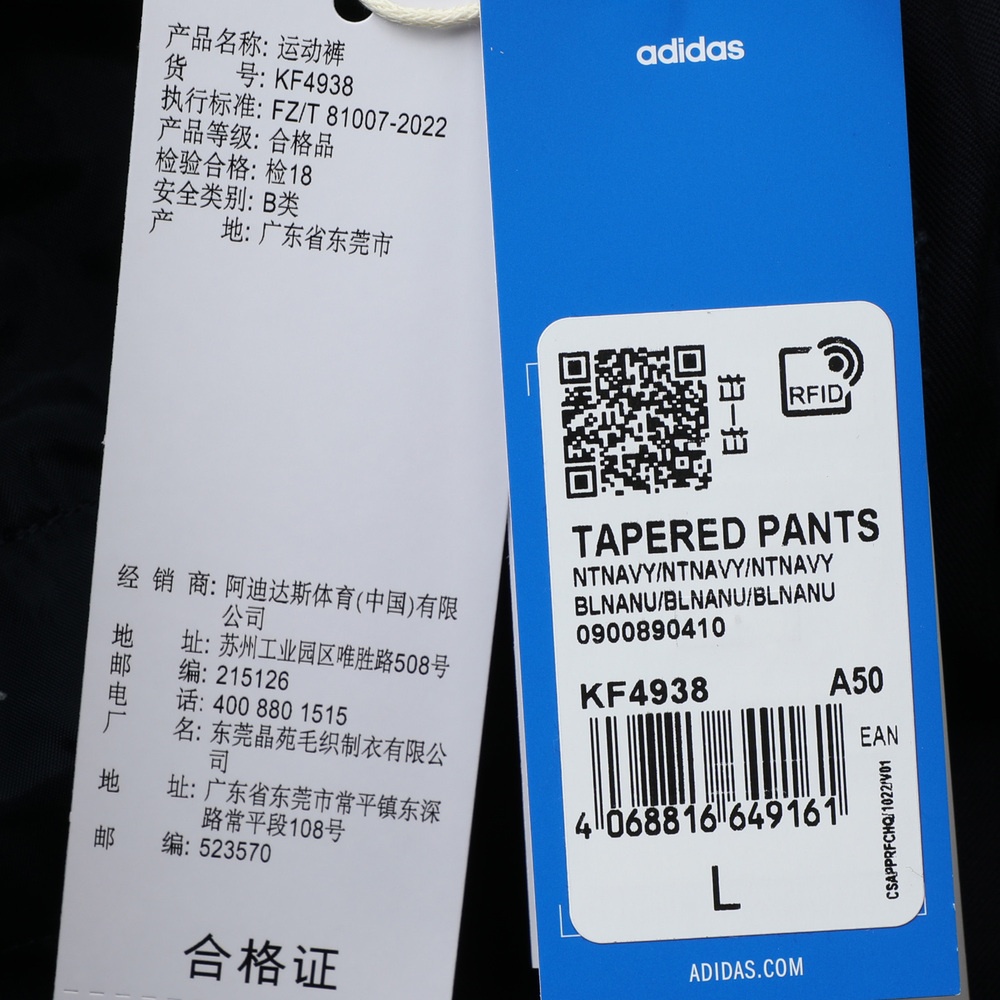 产品名称: 运动裤
货 号: KF4938
执行标准: FZ/T 81007-2022
产品等级: 合格品
检验合格: 检18
安全类别: B类
产 地: 广东省东莞市
经 销 商: 阿迪达斯体育(中国)有限
公司
地 址: 苏州工业园区唯胜路508号
邮 编: 215126
电 话: 400 880 1515
厂 名: 东莞晶苑毛织制衣有限公
司
地 址: 广东省东莞市常平镇东深
路常平段108号
邮 编: 523570
合格证
adidas
扫一扫
RFID
TAPERED PANTS
NTNAVY/NTNAVY/NTNAVY
BLNANU/BLNANU/BLNANU
0900890410
KF4938 A50
EAN
4 068816 649161
CSAPPRFCHQ/1022/V01
L
ADIDAS.COM